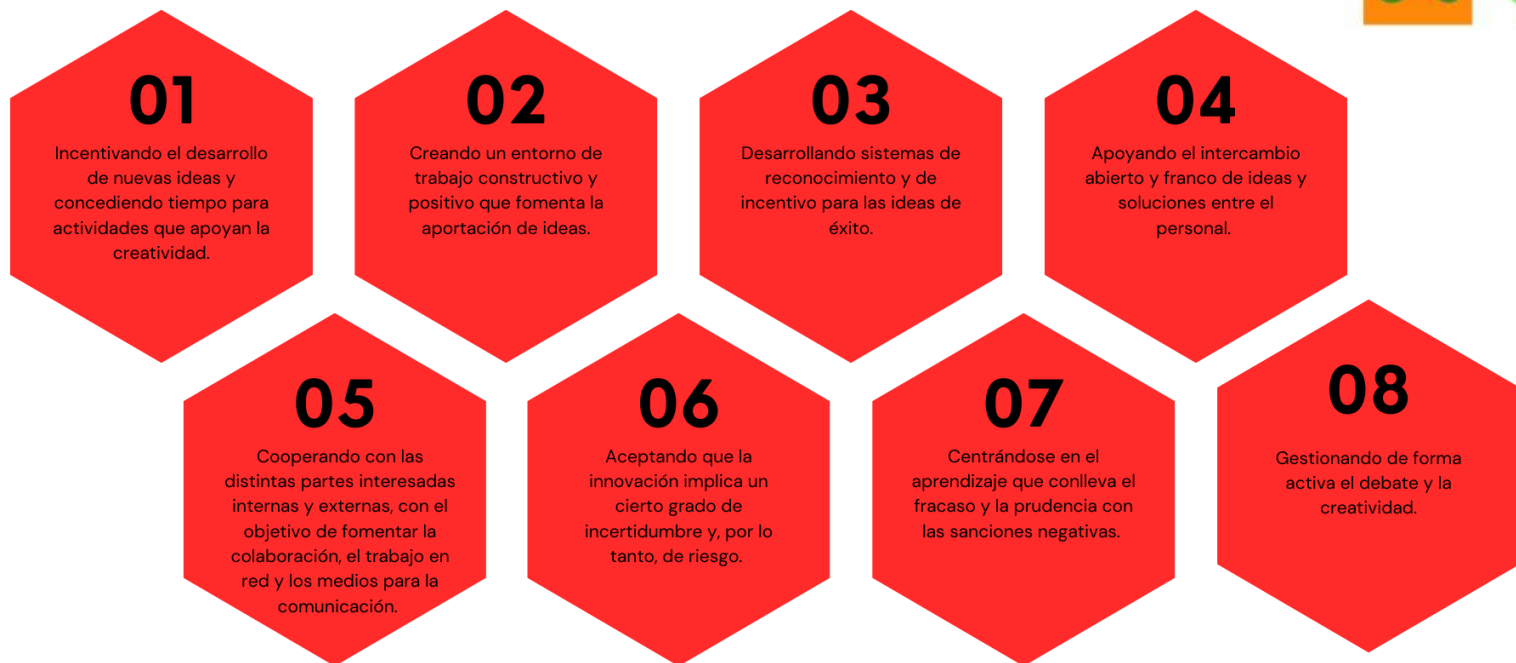 01
Incentivando el desarrollo
de nuevas ideas y
concediendo tiempo para
actividades que apoyan la
creatividad.
02
Creando un entorno de
trabajo constructivo y
positivo que fomenta la
aportación de ideas.
03
Desarrollando sistemas de
reconocimiento y de
incentivo para las ideas de
éxito.
04
Apoyando el intercambio
abierto y franco de ideas y
soluciones entre el
personal.
05
Cooperando con las
distintas partes interesadas
internas y externas, con el
objetivo de fomentar la
colaboración, el trabajo en
red y los medios para la
comunicación.
06
Aceptando que la
innovación implica un
cierto grado de
incertidumbre y, por lo
tanto, de riesgo.
07
Centrándose en el
aprendizaje que conlleva el
fracaso y la prudencia con
las sanciones negativas.
08
Gestionando de forma
activa el debate y la
creatividad.